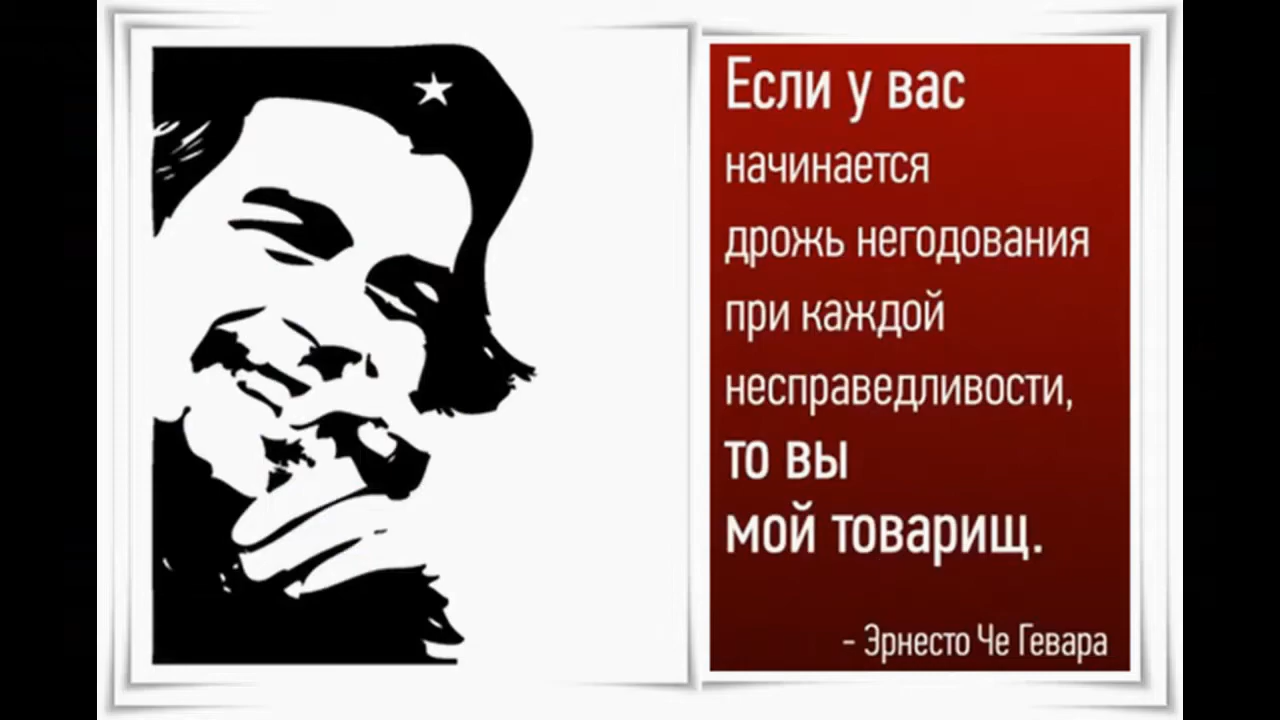 Если у вас
начинается
дрожь негодования
при каждой
несправедливости,
то вы
мой товарищ.
- Эрнесто Че Гевара